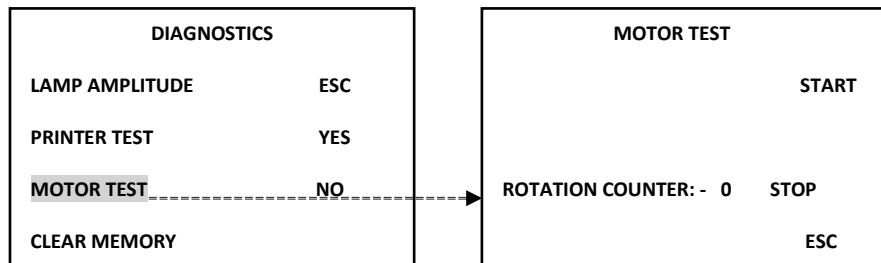 DIAGNOSTICS
LAMP AMPLITUDE ESC
PRINTER TEST YES
MOTOR TEST NO
CLEAR MEMORY
MOTOR TEST
START
ROTATION COUNTER: - 0 STOP
ESC